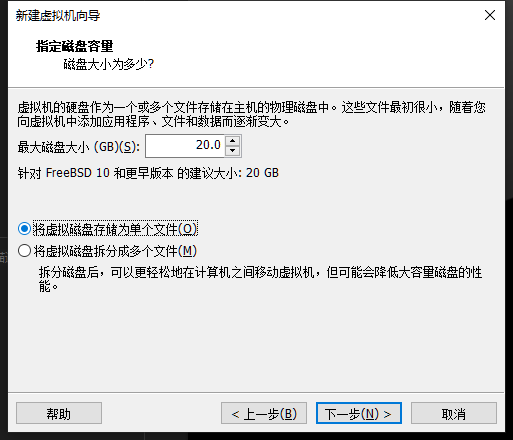 新建虚拟机向导
指定磁盘容量
磁盘大小为多少?
虚拟机的硬盘作为一个或多个文件存储在主机的物理磁盘中。这些文件最初很小，随着您
向虚拟机中添加应用程序、文件和数据而逐渐变大。
最大磁盘大小 (GB)(S): 20.0
针对 FreeBSD 10 和更早版本 的建议大小: 20 GB
将虚拟磁盘存储为单个文件(O)
将虚拟磁盘拆分成多个文件(M)
拆分磁盘后，可以更轻松地在计算机之间移动虚拟机，但可能会降低大容量磁盘的性
能。
帮助 < 上一步(B) 下一步(N) > 取消